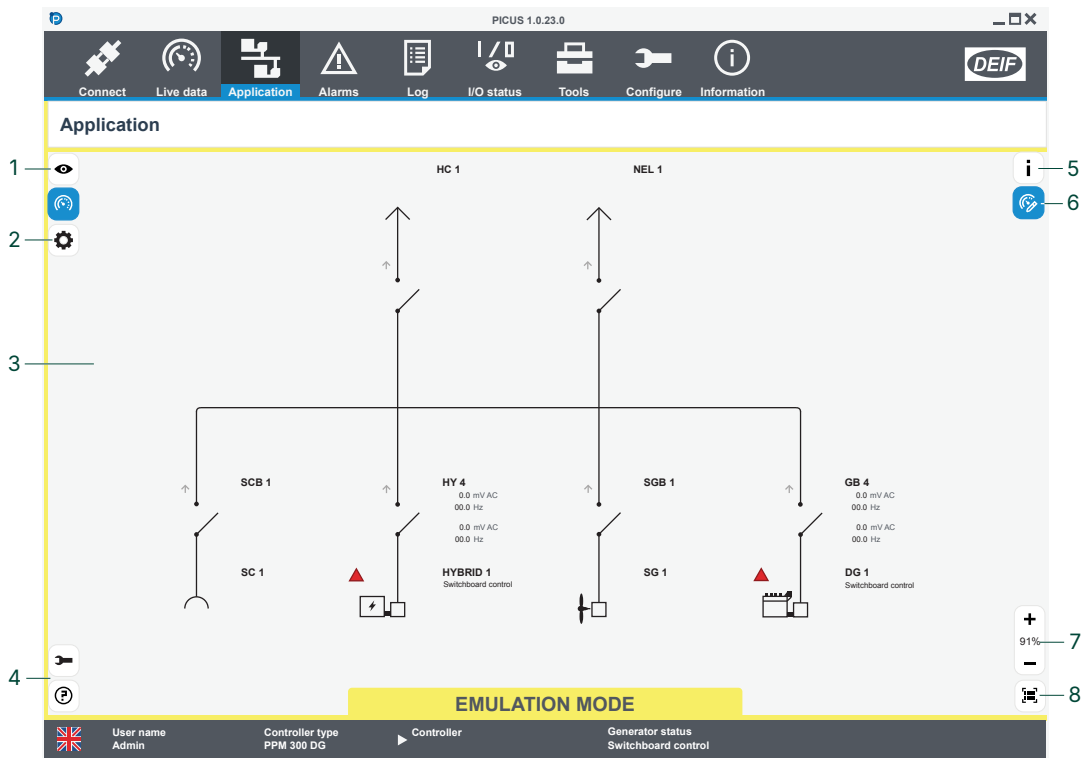 PICUS 1.0.23.0
Connect
Live data
Application
Alarms
Log
I/O status
Tools
Configure
Information
DEIF
Application
1
2
3
4
5
6
7
8
HC 1
NEL 1
SCB 1
HY 4
0.0 mV AC
00.0 Hz
0.0 mV AC
00.0 Hz
SGB 1
GB 4
0.0 mV AC
00.0 Hz
0.0 mV AC
00.0 Hz
SC 1
HYBRID 1
Switchboard control
SG 1
DG 1
Switchboard control
91%
EMULATION MODE
User name
Admin
Controller type
PPM 300 DG
Controller
Generator status
Switchboard control